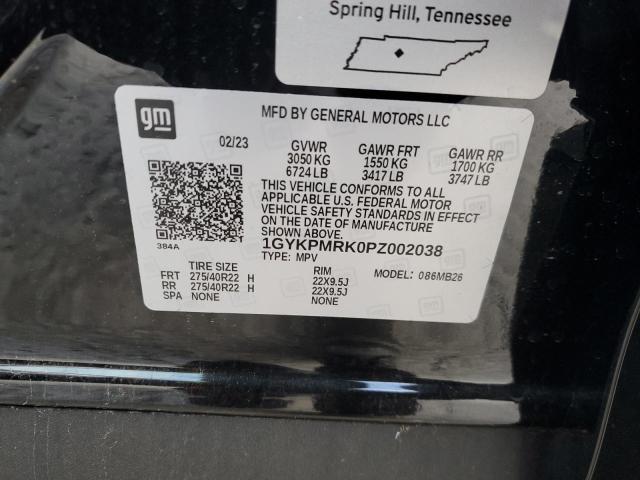 Spring Hill, Tennessee
gm
MFD BY GENERAL MOTORS LLC
02/23 GVWR GAWR FRT GAWR RR
3050 KG 1550 KG 1700 KG
6724 LB 3417 LB 3747 LB
THIS VEHICLE CONFORMS TO ALL
APPLICABLE U.S. FEDERAL MOTOR
VEHICLE SAFETY STANDARDS IN EFFECT
ON THE DATE OF MANUFACTURE
SHOWN ABOVE.
384A
1GYKPMRK0PZ002038
TYPE: MPV MODEL: 086MB26
TIRE SIZE RIM
FRT 275/40R22 H 22X9.5J
RR 275/40R22 H 22X9.5J
SPA NONE NONE